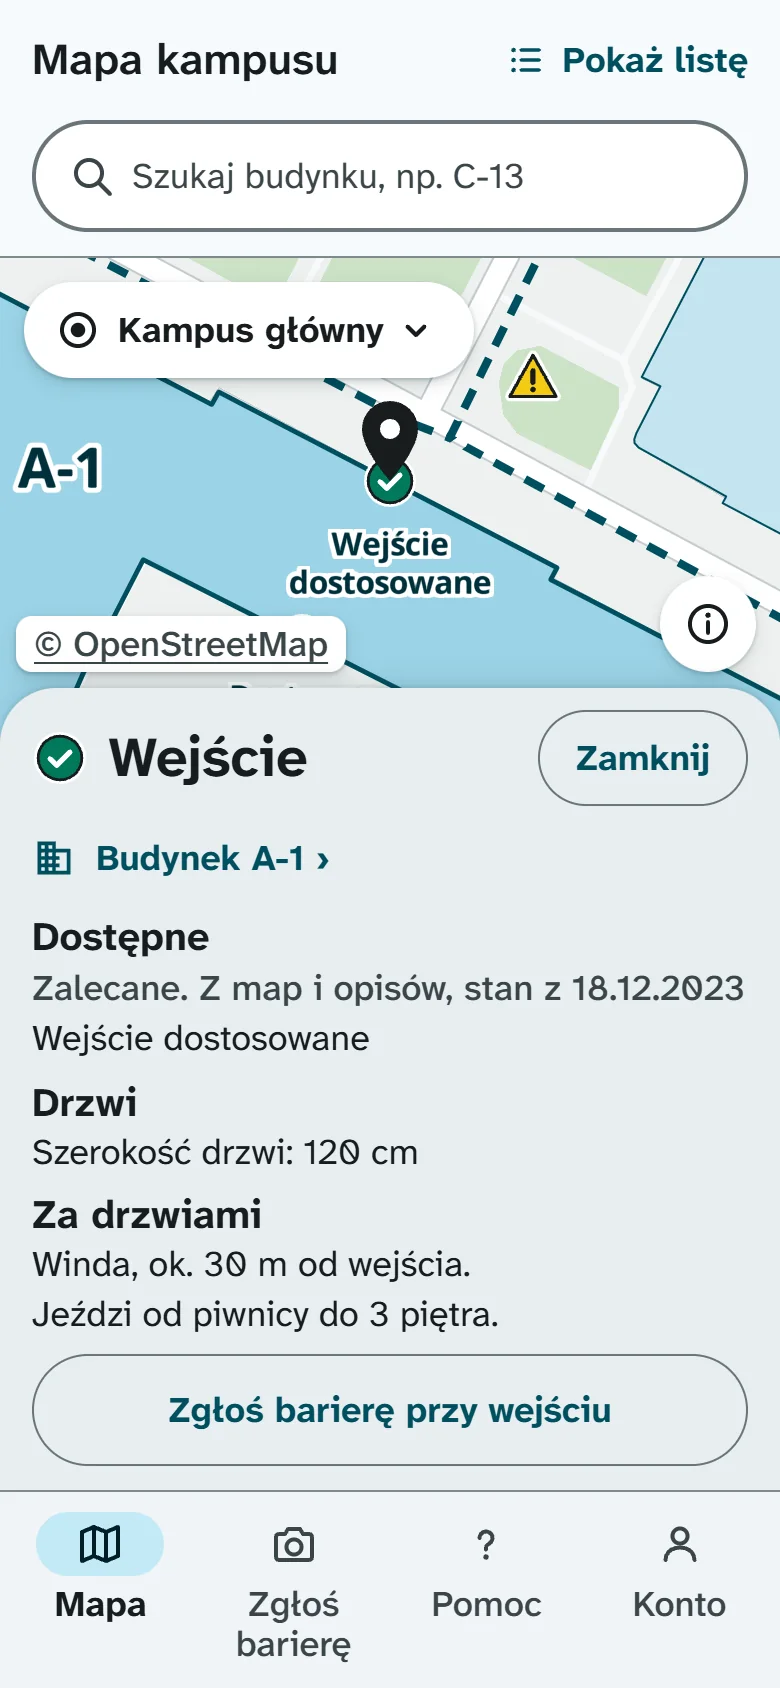 Mapa kampusu
Pokaż listę
Szukaj budynku, np. C-13
Kampus główny
A-1
Wejście
dostosowane
© OpenStreetMap
Wejście
Zamknij
Budynek A-1 ›
Dostępne
Zalecane. Z map i opisów, stan z 18.12.2023
Wejście dostosowane
Drzwi
Szerokość drzwi: 120 cm
Za drzwiami
Winda, ok. 30 m od wejścia.
Jeździ od piwnicy do 3 piętra.
Zgłoś barierę przy wejściu
Mapa
Zgłoś
barierę
Pomoc
Konto